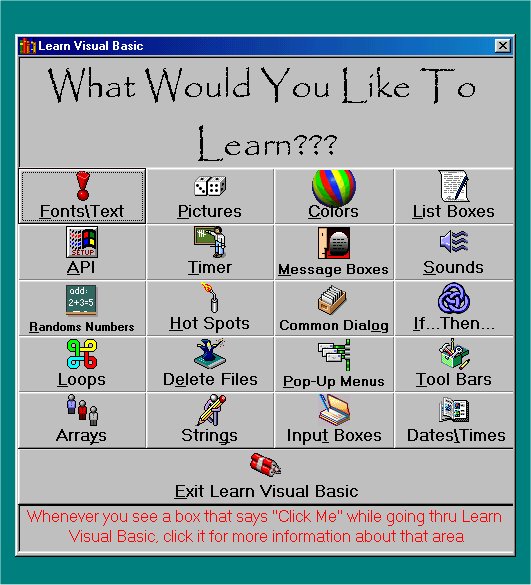 Learn Visual Basic
What Would You Like To
Learn???
Fonts\Text
Pictures
Colors
List Boxes
SETUP
API
Timer
Message Boxes
Sounds
add:
2+3=5
Randoms Numbers
Hot Spots
Common Dialog
If...Then...
Loops
Delete Files
Pop-Up Menus
Tool Bars
Arrays
Strings
Input Boxes
Dates\Times
Exit Learn Visual Basic
Whenever you see a box that says "Click Me" while going thru Learn
Visual Basic, click it for more information about that area